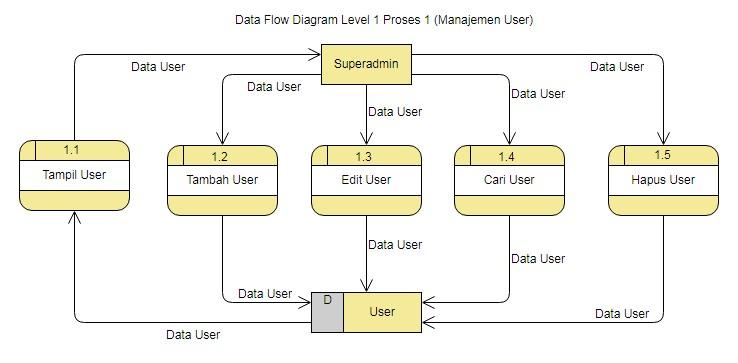 Data Flow Diagram Level 1 Proses 1 (Manajemen User)
Superadmin
Data User
Data User
Data User
Data User
Data User
1.1
Tampil User
1.2
Tambah User
1.3
Edit User
1.4
Cari User
1.5
Hapus User
Data User
Data User
Data User
Data User
Data User
D
User